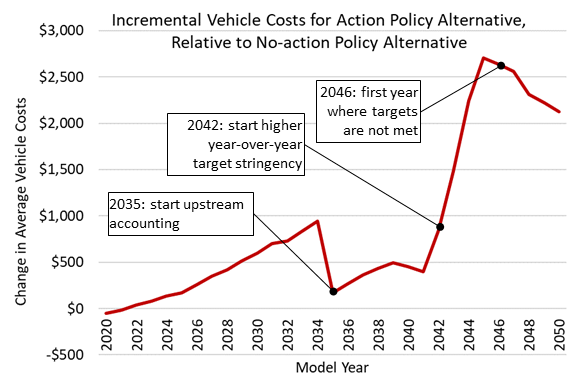 Incremental Vehicle Costs for Action Policy Alternative,
Relative to No-action Policy Alternative
Change in Average Vehicle Costs
$3,000
$2,500
$2,000
$1,500
$1,000
$500
$0
-$500
2046: first year
where targets
are not met
2042: start higher
year-over-year
target stringency
2035: start upstream
accounting
2020
2022
2024
2026
2028
2030
2032
2034
2036
2038
2040
2042
2044
2046
2048
2050
Model Year